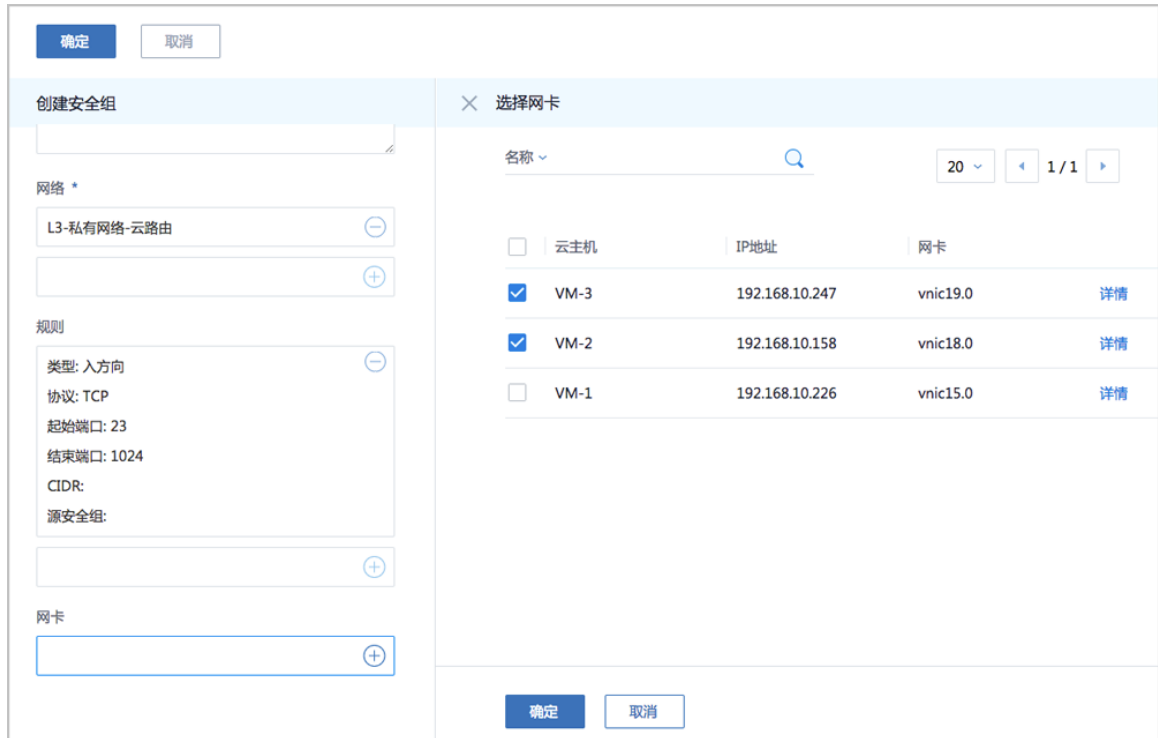 确定 取消
创建安全组
网络 *
L3-私有网络-云路由
规则
类型: 入方向
协议: TCP
起始端口: 23
结束端口: 1024
CIDR:
源安全组:
网卡
选择网卡
名称
20 1 / 1
云主机 IP地址 网卡
VM-3 192.168.10.247 vnic19.0 详情
VM-2 192.168.10.158 vnic18.0 详情
VM-1 192.168.10.226 vnic15.0 详情
确定 取消